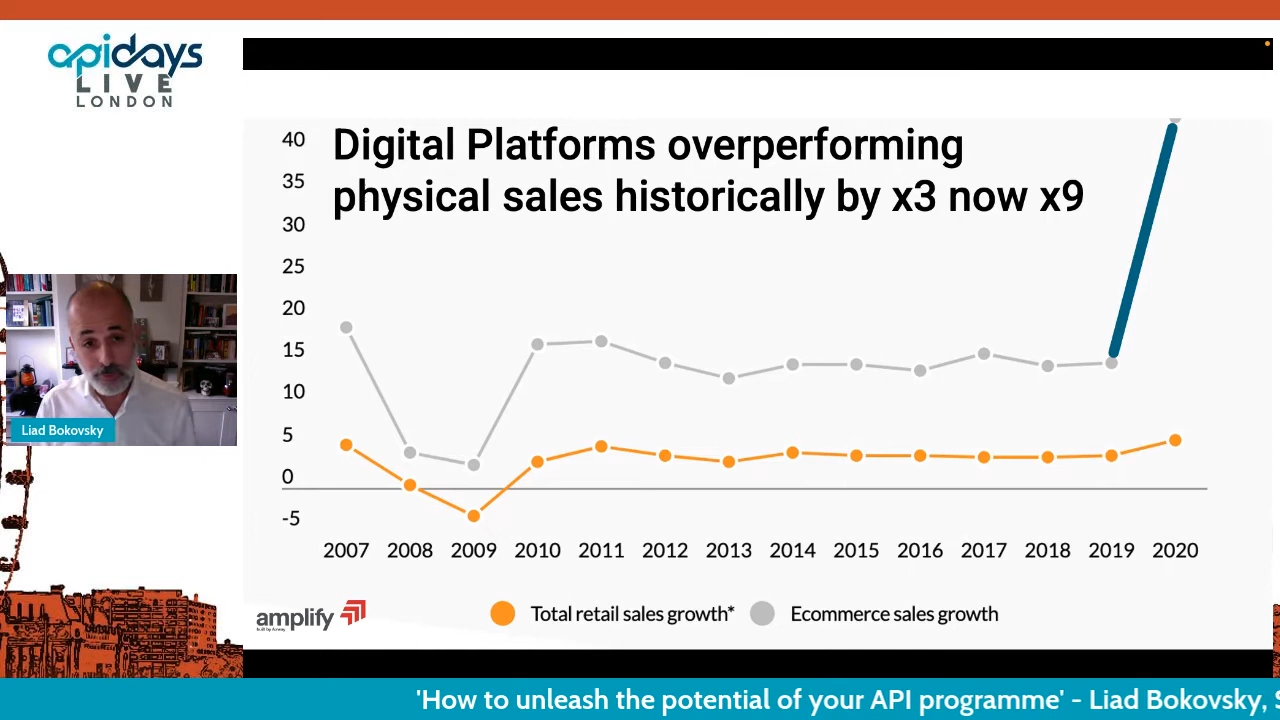 apidays
LIVE
LONDON
Digital Platforms overperforming
physical sales historically by x3 now x9
40
35
30
25
20
15
10
5
0
-5
2007 2008 2009 2010 2011 2012 2013 2014 2015 2016 2017 2018 2019 2020
Liad Bokovsky
amplify
Total retail sales growth* Ecommerce sales growth
'How to unleash the potential of your API programme' - Liad Bokovsky, S